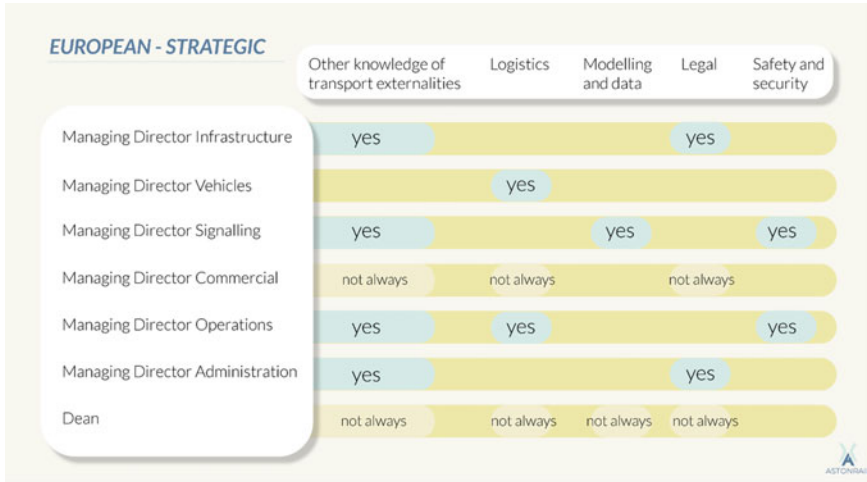 EUROPEAN - STRATEGIC
Other knowledge of transport externalities Logistics Modelling and data Legal Safety and security
Managing Director Infrastructure yes yes
Managing Director Vehicles yes
Managing Director Signalling yes yes yes
Managing Director Commercial not always not always not always
Managing Director Operations yes yes yes
Managing Director Administration yes yes
Dean not always not always not always not always
ASTONRAIL